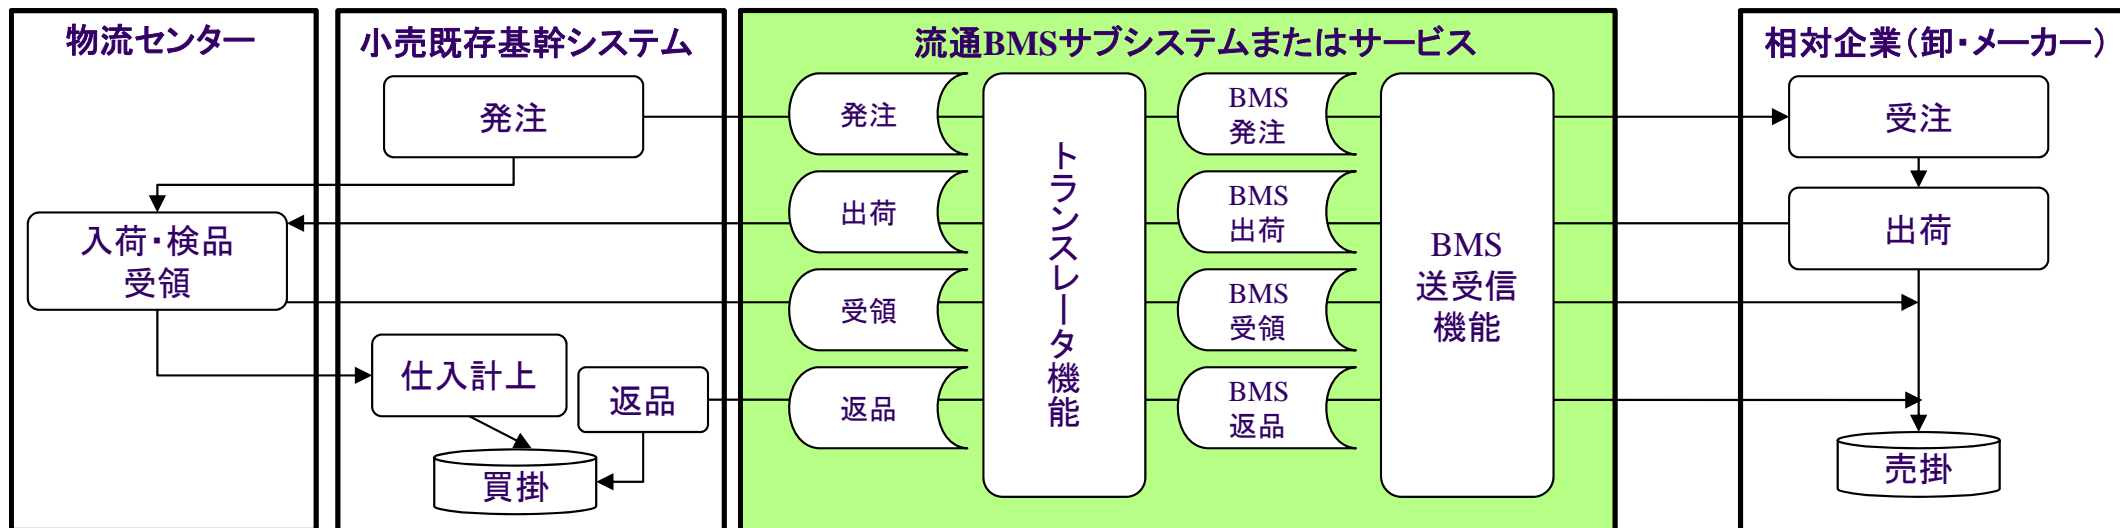 物流センター
入荷・検品
受領
小売既存基幹システム
発注
仕入計上
返品
買掛
流通BMSサブシステムまたはサービス
発注
出荷
受領
返品
トランスレータ機能
BMS
発注
BMS
出荷
BMS
受領
BMS
返品
BMS
送受信
機能
相対企業（卸・メーカー）
受注
出荷
売掛